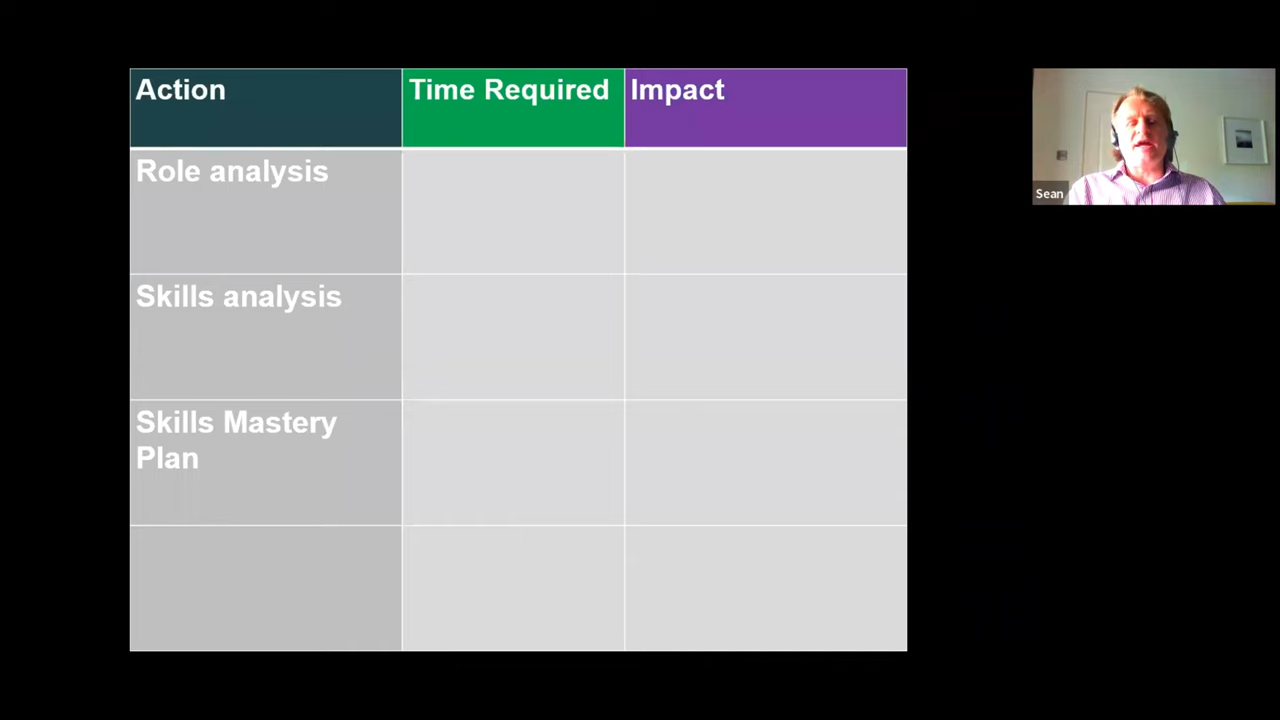 Action
Time Required
Impact
Role analysis
Skills analysis
Skills Mastery
Plan
Sean